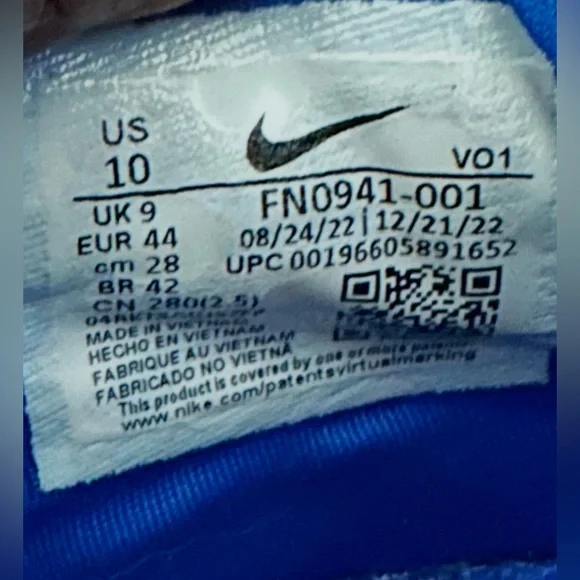 US
10
VO1
UK 9
EUR 44
cm 28
BR 42
CN 280(2.5)
FN0941-001
08/24/22 | 12/21/22
UPC 00196605891652
MADE IN VIETNAM
HECHO EN VIETNAM
FABRIQUE AU VIETNAM
FABRICADO NO VIETNÃ
This product is covered by one or more patents
www.nike.com/patentsvirtualmarking